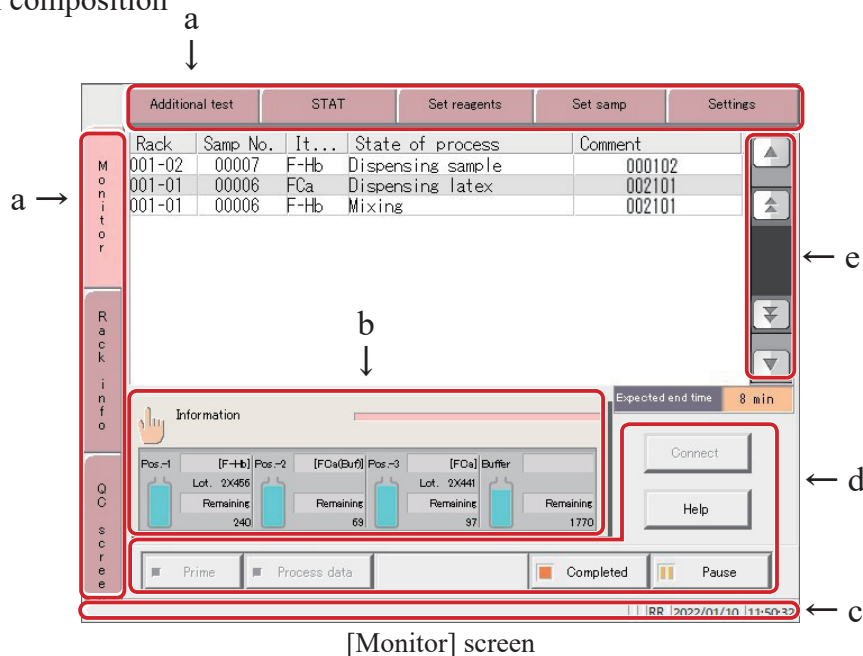 composition
a
↓
Additional test STAT Set reagents Set samp Settings
Rack Samp No. It... State of process Comment
001-02 00007 F-Hb Dispensing sample 000102
001-01 00006 FCa Dispensing latex 002101
001-01 00006 F-Hb Mixing 002101
Monitor
a →
← e
Rack info
b
↓
Expected end time 8 min
Information
Pos.-1 [F-Hb] Pos.-2 [FCa(Buf)] Pos.-3 [FCa] Buffer
Lot. 2X456 Lot. 2X441
Remaining Remaining Remaining Remaining
240 69 97 1770
Connect
← d
Help
QC scree
Prime Process data Completed Pause
RR 2022/01/10 11:50:32
← c
[Monitor] screen